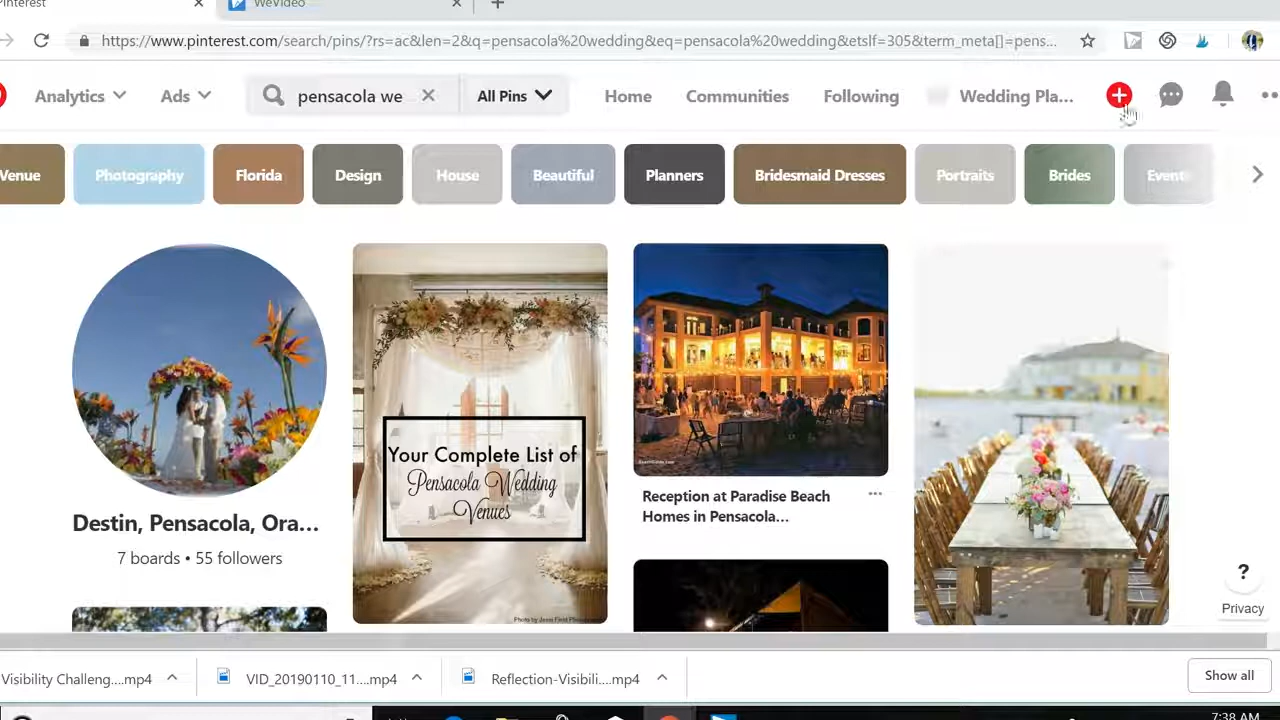 Pinterest
WeVideo
https://www.pinterest.com/search/pins/?rs=ac&len=2&q=pensacola%20wedding&eq=pensacola%20wedding&etslf=305&term_meta[]=pens...
Analytics
Ads
pensacola we
All Pins
Home
Communities
Following
Wedding Pla...
Venue
Photography
Florida
Design
House
Beautiful
Planners
Bridesmaid Dresses
Portraits
Brides
Event
Your Complete List of
Pensacola Wedding
Venues
Destin, Pensacola, Ora...
7 boards • 55 followers
Reception at Paradise Beach
Homes in Pensacola...
?
Privacy
Visibility Challeng....mp4
VID_20190110_11....mp4
Reflection-Visibili....mp4
Show all
7:38 AM